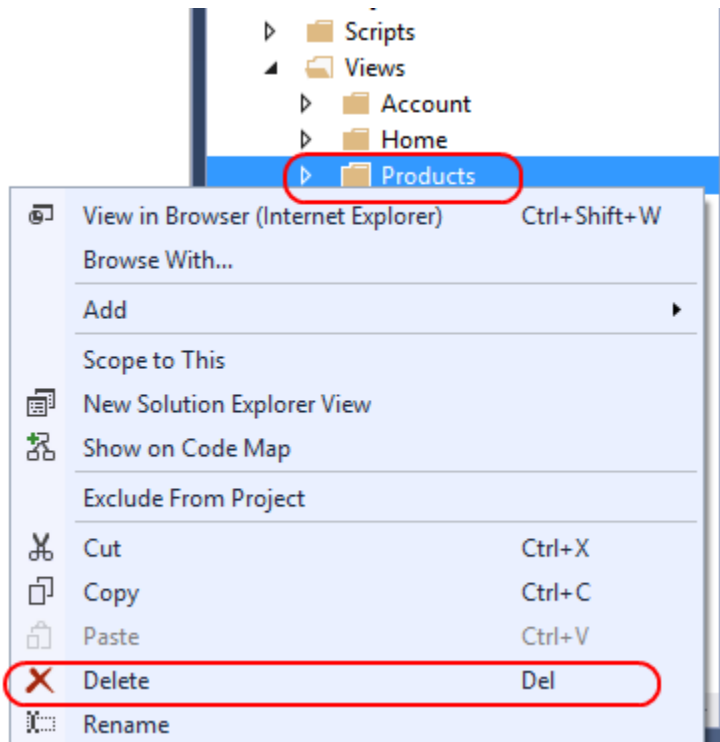 Scripts
Views
Account
Home
Products
View in Browser (Internet Explorer) Ctrl+Shift+W
Browse With...
Add
Scope to This
New Solution Explorer View
Show on Code Map
Exclude From Project
Cut Ctrl+X
Copy Ctrl+C
Paste Ctrl+V
Delete Del
Rename